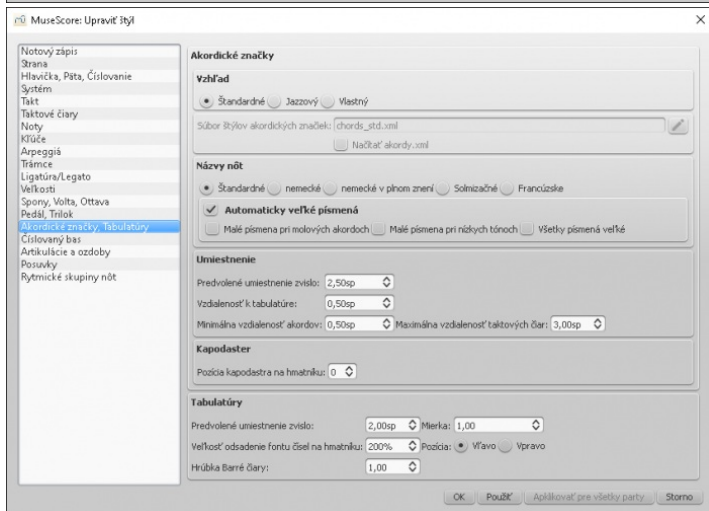 MuseScore: Upraviť štýl
Notový zápis
Strana
Hlavička, Päta, Číslovanie
Systém
Takt
Taktové čiary
Noty
Kľúče
Arpeggiá
Trámce
Ligatúra/Legato
Veľkosti
Spony, Volta, Ottava
Pedál, Trilok
Akordické značky, Tabulatúry
Číslovaný bas
Artikulácie a ozdoby
Posuvky
Rytmické skupiny nôt
Akordické značky
Vzhľad
Štandardné Jazzový Vlastný
Súbor štýlov akordických značiek: chords_std.xml
Načítať akordy.xml
Názvy nôt
Štandardné nemecké nemecké v plnom znení Solmizačné Francúzske
Automaticky veľké písmená
Malé písmena pri molových akordoch Malé písmena pri nízkych tónoch Všetky písmená veľké
Umiestnenie
Predvolené umiestnenie zvislo: 2,50sp
Vzdialenosť k tabulatúre: 0,50sp
Minimálna vzdialenosť akordov: 0,50sp Maximálna vzdialenosť taktových čiar: 3,00sp
Kapodaster
Pozícia kapodastra na hmatníku: 0
Tabulatúry
Predvolené umiestnenie zvislo: 2,00sp Mierka: 1,00
Veľkosť odsadenie fontu čísel na hmatníku: 200% Pozícia: Vľavo Vpravo
Hrúbka Barré čiary: 1,00
OK Použiť Aplikovať pre všetky party Storno